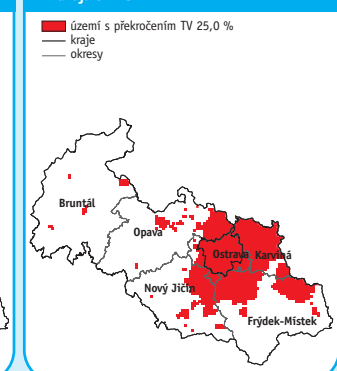 území s překročením TV 25,0 %
kraje
okresy
Bruntál
Opava
Ostrava
Karviná
Nový Jičín
Frýdek-Místek